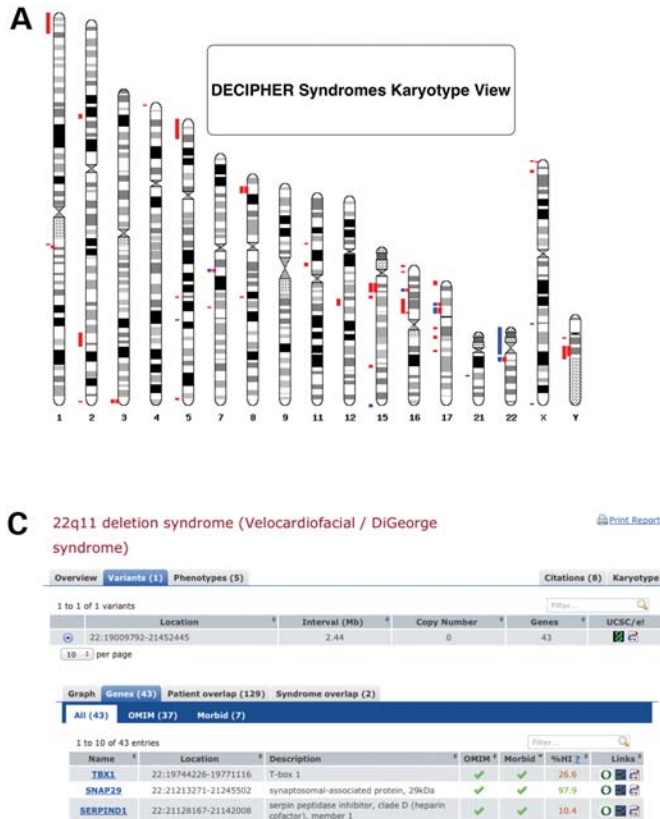 A
DECIPHER Syndromes Karyotype View
1 2 3 4 5 7 8 9 11 12 15 16 17 21 22 X Y
C
22q11 deletion syndrome (Velocardiofacial / DiGeorge
syndrome)
Print Report
Overview Variants (1) Phenotypes (5) Citations (8) Karyotype
1 to 1 of 1 variants Filter...
Location Interval (Mb) Copy Number Genes UCSC/e!
22:19009792-21452445 2.44 0 43
10 per page
Graph Genes (43) Patient overlap (129) Syndrome overlap (2)
All (43) OMIM (37) Morbid (7)
1 to 10 of 43 entries Filter...
Name Location Description OMIM Morbid %HI ? Links
TBX1 22:19744226-19771116 T-box 1 26.6
SNAP29 22:21213271-21245502 synaptosomal-associated protein, 29kDa 97.9
SERPIND1 22:21128167-21142008 serpin peptidase inhibitor, clade D (heparin
cofactor), member 1 10.4